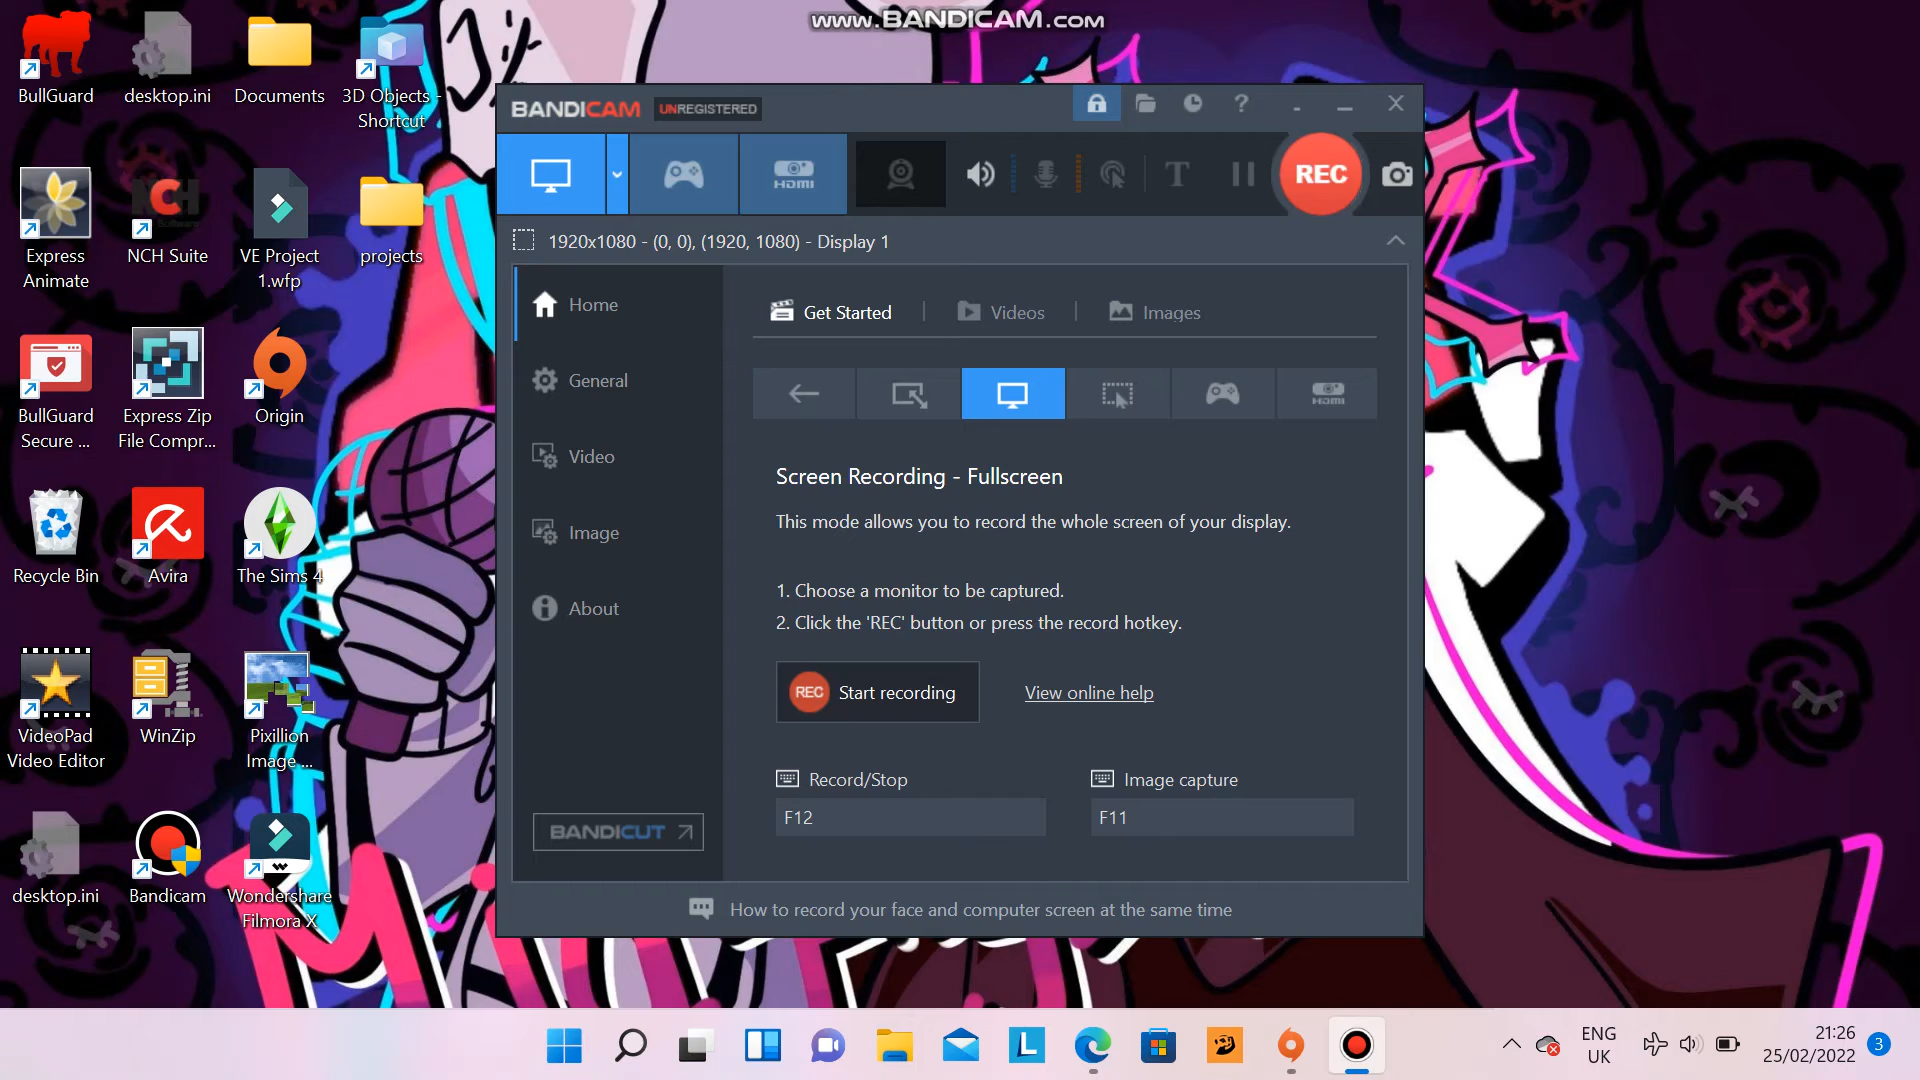 www.BANDICAM.com
BullGuard
desktop.ini
Documents
3D Objects -
Shortcut
Express
Animate
NCH
NCH Suite
VE Project
1.wfp
projects
BullGuard
Secure ...
Express Zip
File Compr...
Origin
Recycle Bin
Avira
The Sims 4
VideoPad
Video Editor
WinZip
Pixillion
Image ...
desktop.ini
Bandicam
Wondershare
Filmora X
BANDICAM UNREGISTERED
?
HDMI
T
REC
1920x1080 - (0, 0), (1920, 1080) - Display 1
Home
General
Video
Image
About
BANDICUT
Get Started
Videos
Images
HDMI
Screen Recording - Fullscreen
This mode allows you to record the whole screen of your display.
1. Choose a monitor to be captured.
2. Click the 'REC' button or press the record hotkey.
REC Start recording
View online help
Record/Stop
F12
Image capture
F11
How to record your face and computer screen at the same time
L
ENG
UK
21:26
25/02/2022
3